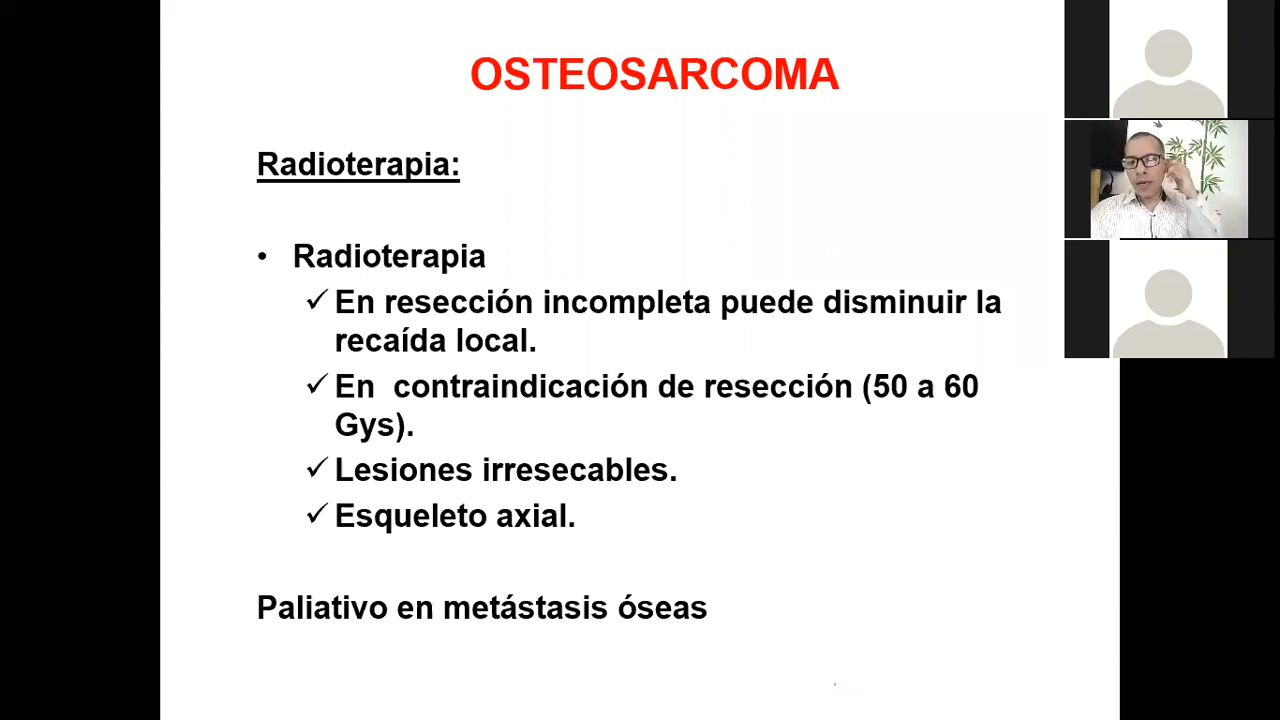 OSTEOSARCOMA
Radioterapia:
• Radioterapia
✓ En resección incompleta puede disminuir la
recaída local.
✓ En contraindicación de resección (50 a 60
Gys).
✓ Lesiones irresecables.
✓ Esqueleto axial.
Paliativo en metástasis óseas